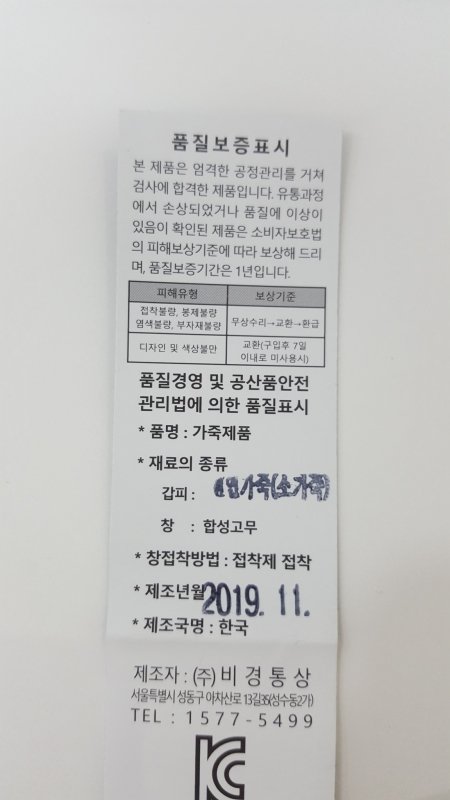 품질보증표시
본 제품은 엄격한 공정관리를 거쳐
검사에 합격한 제품입니다. 유통과정
에서 손상되었거나 품질에 이상이
있음이 확인된 제품은 소비자보호법
의 피해보상기준에 따라 보상해 드리
며, 품질보증기간은 1년입니다.
피해유형 보상기준
접착불량, 봉제불량
염색불량, 부자재불량 무상수리→교환→환급
디자인 및 색상불만 교환(구입후 7일
이내로 미사용시)
품질경영 및 공산품안전
관리법에 의한 품질표시
* 품명 : 가죽제품
* 재료의 종류
갑피 : 천연가죽(소가죽)
창 : 합성고무
* 창접착방법 : 접착제 접착
* 제조년월 2019. 11.
* 제조국명 : 한국
제조자 : (주) 비경통상
서울특별시 성동구 아차산로 13길35(성수동2가)
TEL : 1577-5499
KC